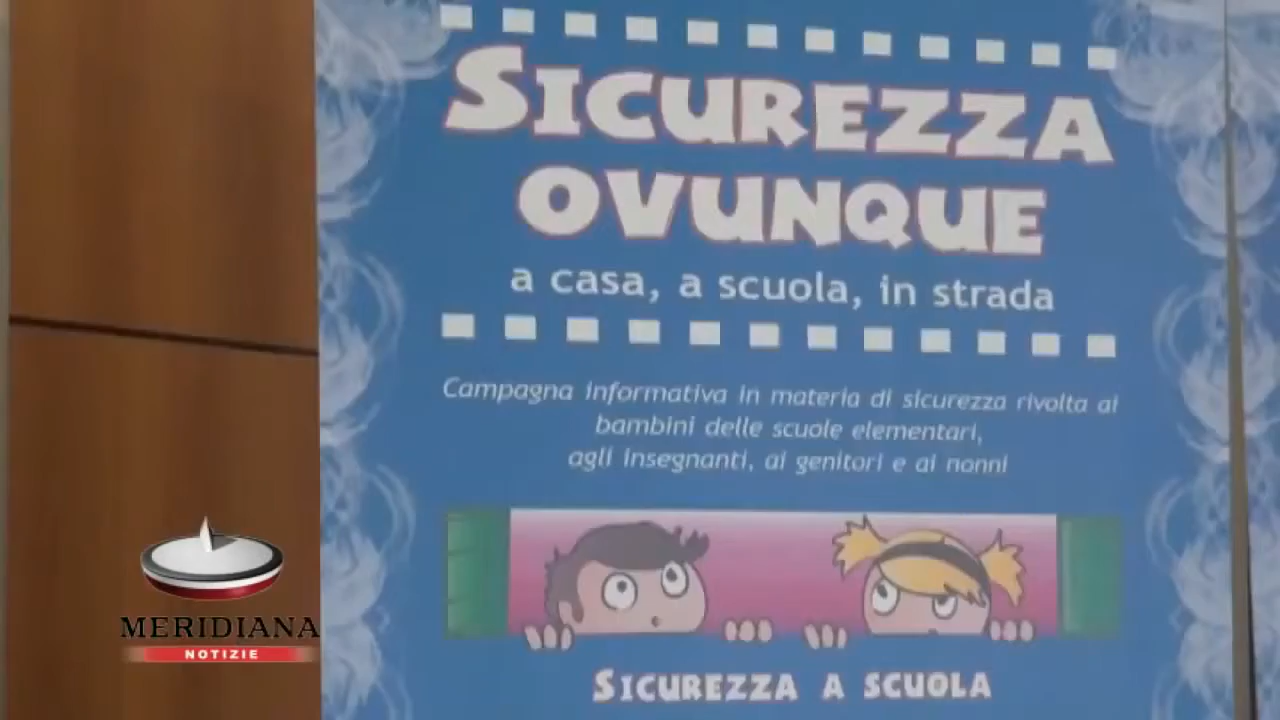 SICUREZZA
OVUNQUE
a casa, a scuola, in strada
Campagna informativa in materia di sicurezza rivolta ai
bambini delle scuole elementari,
agli insegnanti, ai genitori e ai nonni
SICUREZZA A SCUOLA
MERIDIANA
NOTIZIE